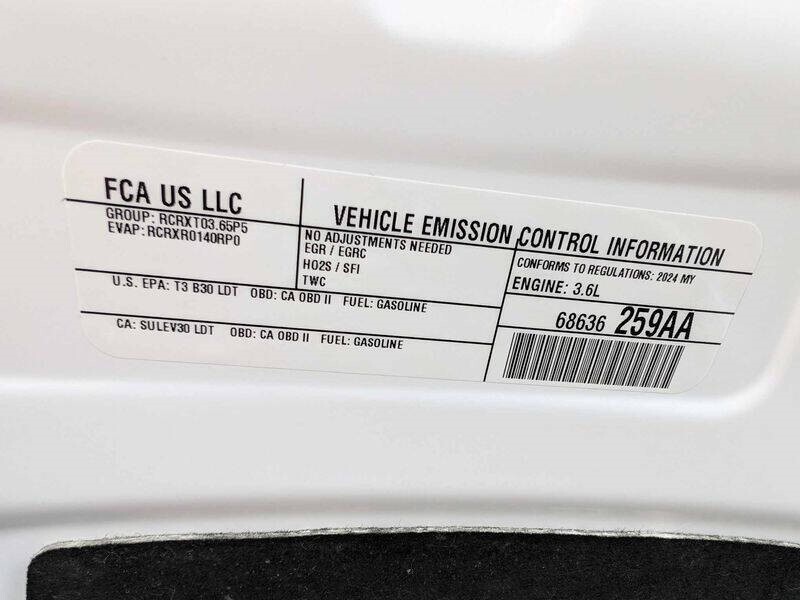 FCA US LLC
GROUP: RCRXT03.65P5
EVAP: RCRXR0140RP0
VEHICLE EMISSION CONTROL INFORMATION
NO ADJUSTMENTS NEEDED
EGR / EGRC
HO2S / SFI
TWC
CONFORMS TO REGULATIONS: 2024 MY
ENGINE: 3.6L
U.S. EPA: T3 B30 LDT OBD: CA OBD II FUEL: GASOLINE
CA: SULEV30 LDT OBD: CA OBD II FUEL: GASOLINE
68636 259AA